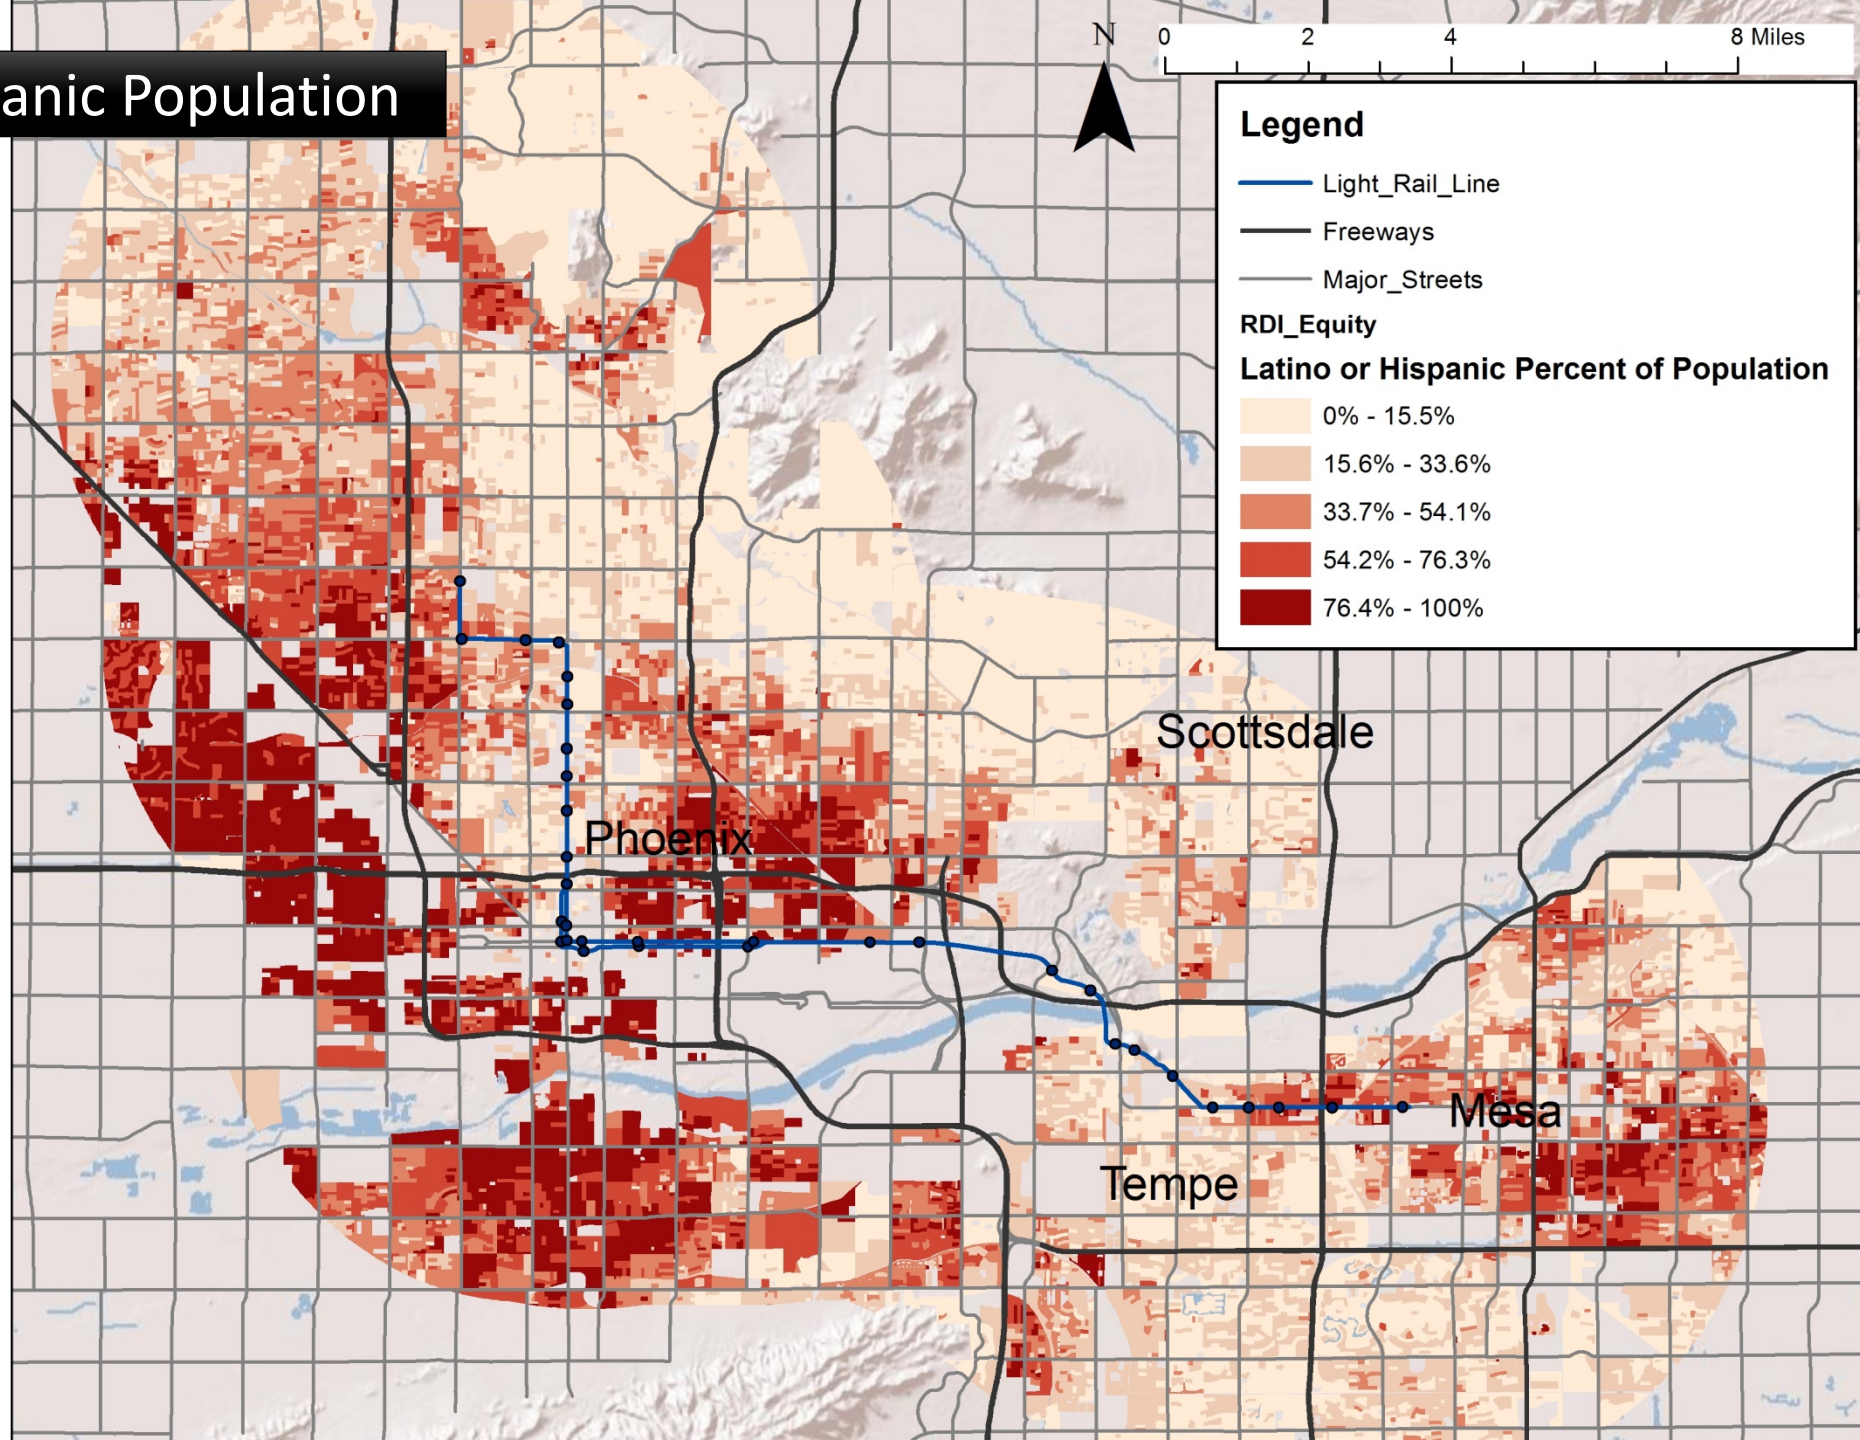 anic Population
N
0 2 4 8 Miles
Legend
Light_Rail_Line
Freeways
Major_Streets
RDI_Equity
Latino or Hispanic Percent of Population
0% - 15.5%
15.6% - 33.6%
33.7% - 54.1%
54.2% - 76.3%
76.4% - 100%
Scottsdale
Phoenix
Mesa
Tempe